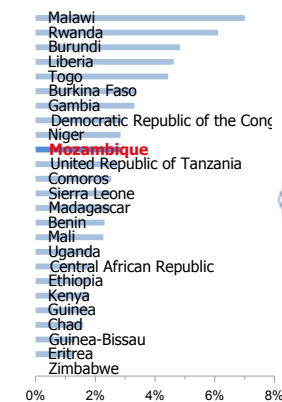 Malawi
Rwanda
Burundi
Liberia
Togo
Burkina Faso
Gambia
Democratic Republic of the Cong
Niger
Mozambique
United Republic of Tanzania
Comoros
Sierra Leone
Madagascar
Benin
Mali
Uganda
Central African Republic
Ethiopia
Kenya
Guinea
Chad
Guinea-Bissau
Eritrea
Zimbabwe
0% 2% 4% 6% 8%